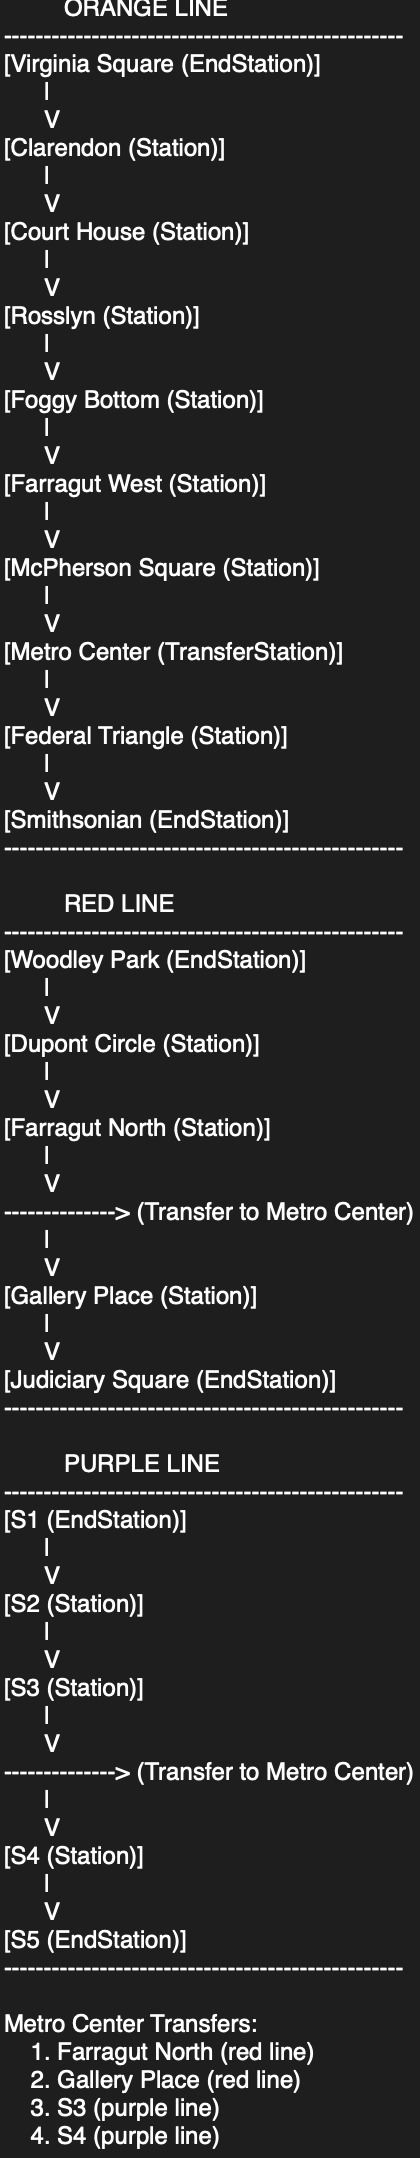 ORANGE LINE
--------------------------------------------------
[Virginia Square (EndStation)]
|
V
[Clarendon (Station)]
|
V
[Court House (Station)]
|
V
[Rosslyn (Station)]
|
V
[Foggy Bottom (Station)]
|
V
[Farragut West (Station)]
|
V
[McPherson Square (Station)]
|
V
[Metro Center (TransferStation)]
|
V
[Federal Triangle (Station)]
|
V
[Smithsonian (EndStation)]
--------------------------------------------------
RED LINE
--------------------------------------------------
[Woodley Park (EndStation)]
|
V
[Dupont Circle (Station)]
|
V
[Farragut North (Station)]
|
V
--------------> (Transfer to Metro Center)
|
V
[Gallery Place (Station)]
|
V
[Judiciary Square (EndStation)]
--------------------------------------------------
PURPLE LINE
--------------------------------------------------
[S1 (EndStation)]
|
V
[S2 (Station)]
|
V
[S3 (Station)]
|
V
--------------> (Transfer to Metro Center)
|
V
[S4 (Station)]
|
V
[S5 (EndStation)]
--------------------------------------------------
Metro Center Transfers:
1. Farragut North (red line)
2. Gallery Place (red line)
3. S3 (purple line)
4. S4 (purple line)